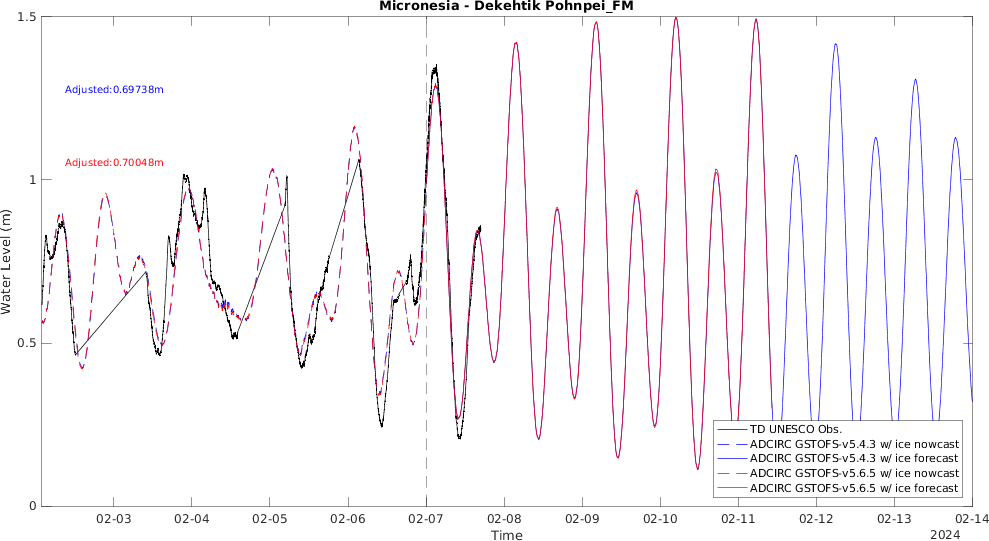 Micronesia - Dekehtik Pohnpei_FM
Water Level (m)
1.5
1
0.5
0
Adjusted:0.69738m
Adjusted:0.70048m
TD UNESCO Obs.
ADCIRC GSTOFS-v5.4.3 w/ ice nowcast
ADCIRC GSTOFS-v5.4.3 w/ ice forecast
ADCIRC GSTOFS-v5.6.5 w/ ice nowcast
ADCIRC GSTOFS-v5.6.5 w/ ice forecast
02-03 02-04 02-05 02-06 02-07 02-08 02-09 02-10 02-11 02-12 02-13 02-14
Time
2024